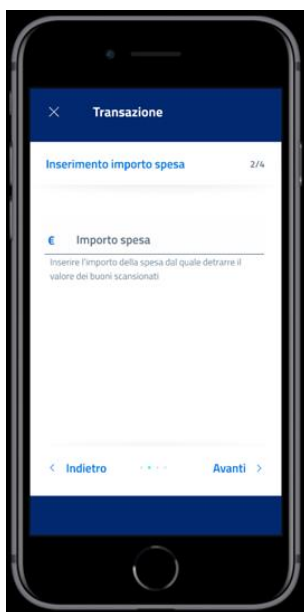 Transazione
Inserimento importo spesa 2/4
€ Importo spesa
Inserire l'importo della spesa dal quale detrarre il
valore dei buoni scansionati
Indietro Avanti